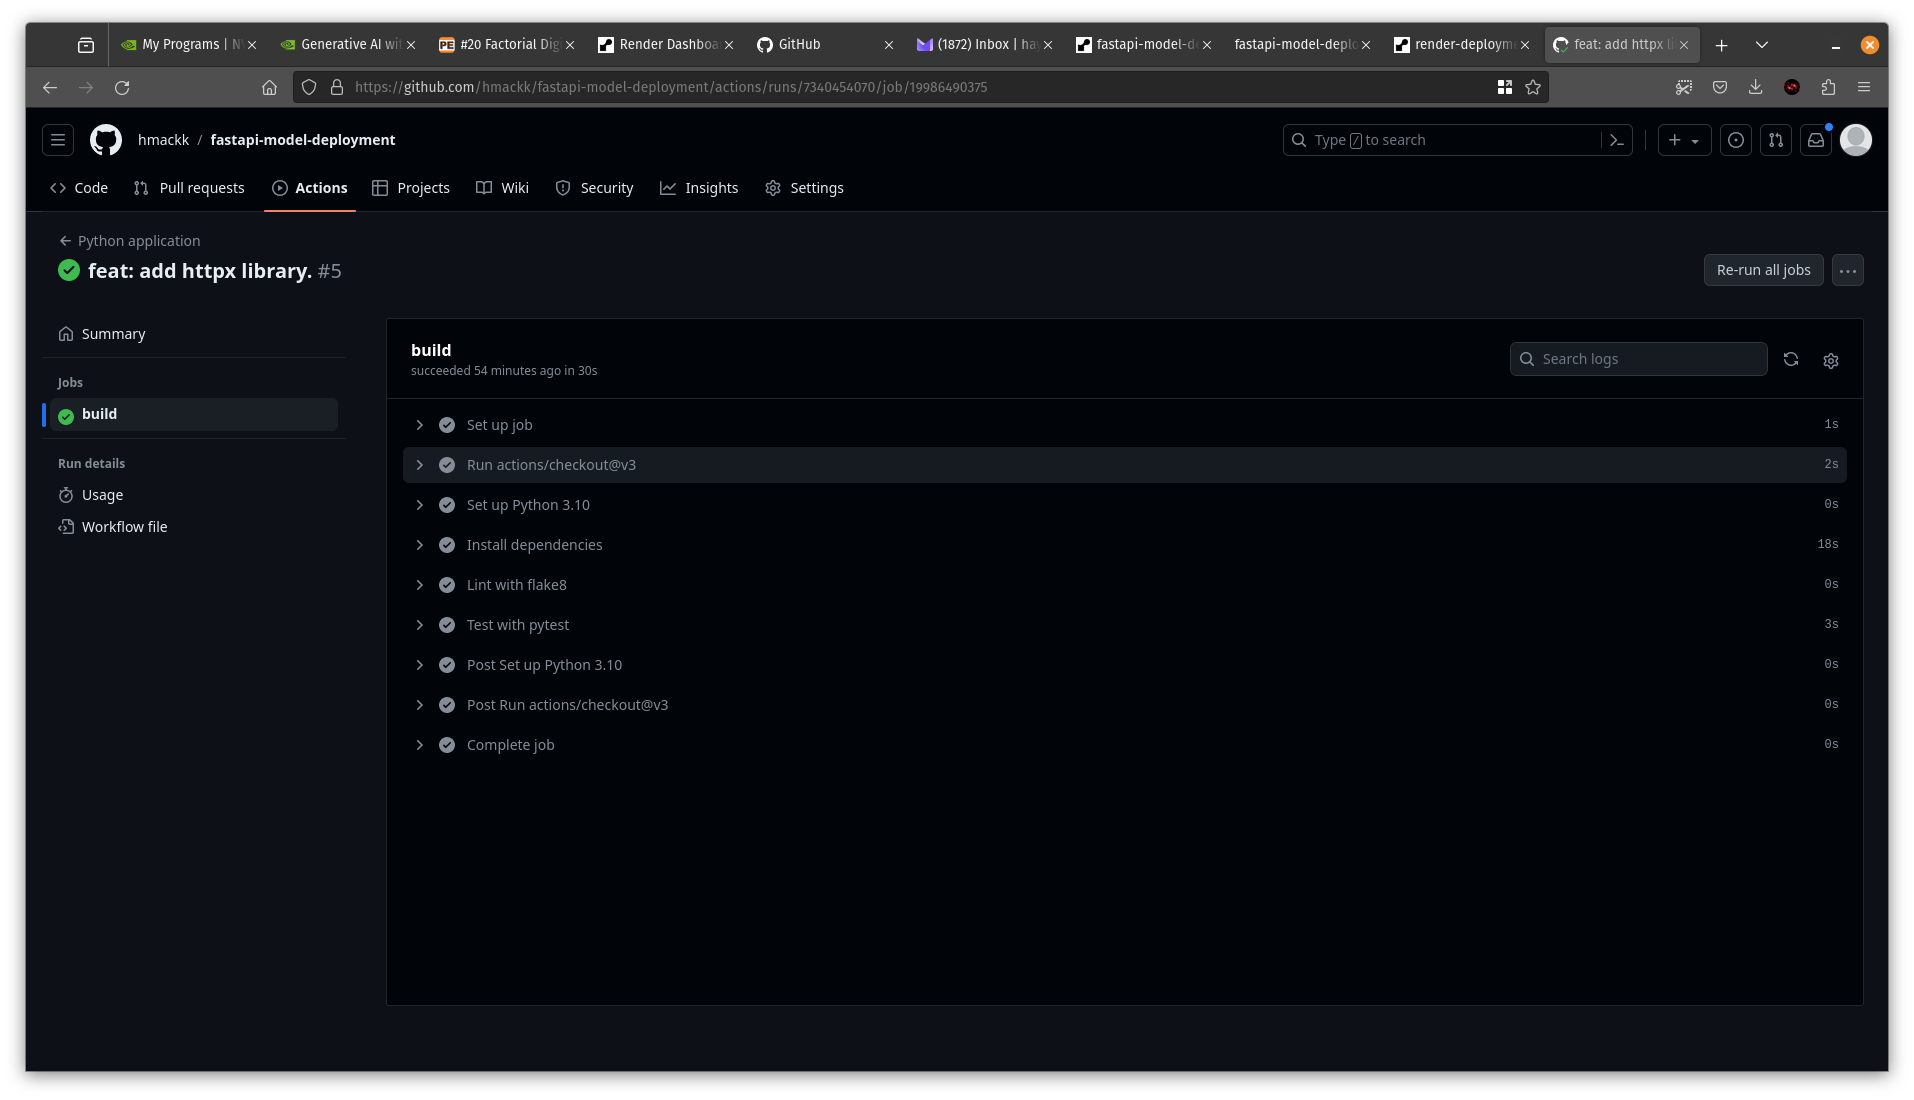 My Programs | N
Generative AI wit
PE #20 Factorial Dig
Render Dashboa
GitHub
(1872) Inbox | ha
fastapi-model-de
fastapi-model-deplo
render-deploym
feat: add httpx li
https://github.com/hmackk/fastapi-model-deployment/actions/runs/7340454070/job/19986490375
hmackk / fastapi-model-deployment
Type / to search
Code
Pull requests
Actions
Projects
Wiki
Security
Insights
Settings
Python application
feat: add httpx library. #5
Re-run all jobs
Summary
Jobs
build
Run details
Usage
Workflow file
build
succeeded 54 minutes ago in 30s
Search logs
Set up job 1s
Run actions/checkout@v3 2s
Set up Python 3.10 0s
Install dependencies 18s
Lint with flake8 0s
Test with pytest 3s
Post Set up Python 3.10 0s
Post Run actions/checkout@v3 0s
Complete job 0s